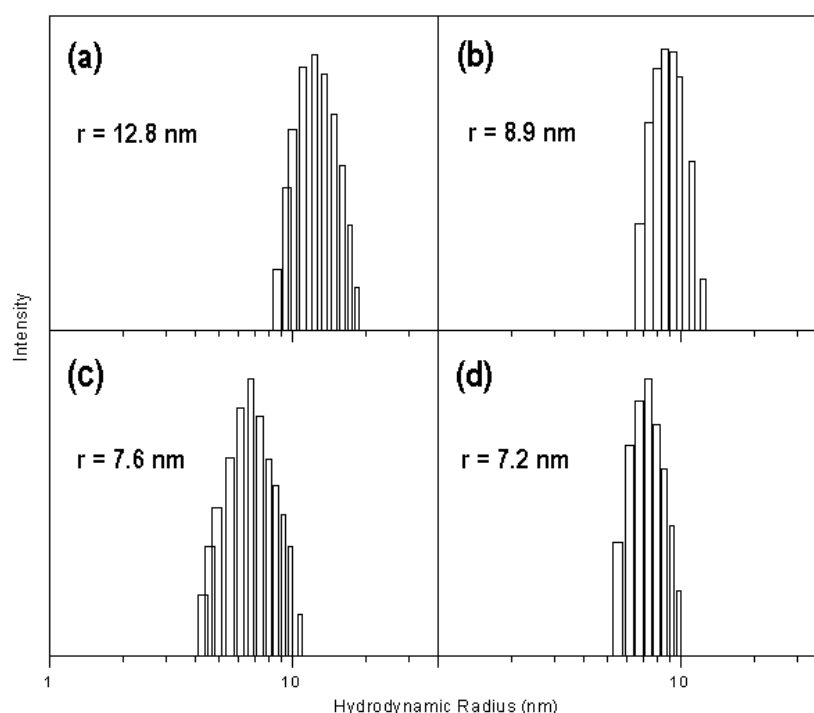 (a)
r = 12.8 nm
(b)
r = 8.9 nm
Intensity
(c)
r = 7.6 nm
(d)
r = 7.2 nm
1
10
10
Hydrodynamic Radius (nm)